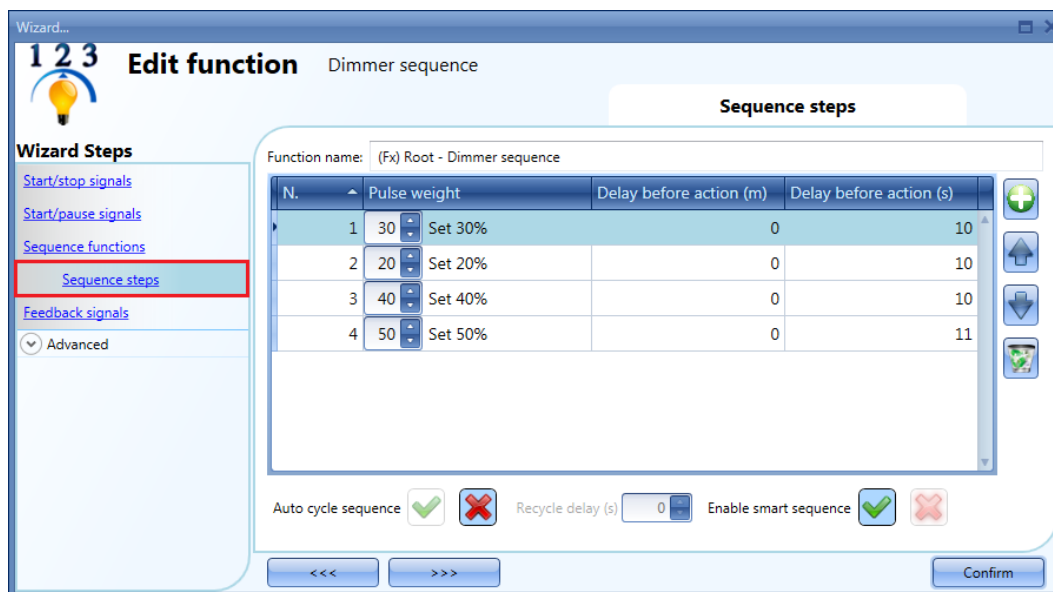 Wizard...
1 2 3
Edit function Dimmer sequence
Sequence steps
Wizard Steps
Start/stop signals
Start/pause signals
Sequence functions
Sequence steps
Feedback signals
Advanced
Function name: (Fx) Root - Dimmer sequence
N. Pulse weight Delay before action (m) Delay before action (s)
1 30 Set 30% 0 10
2 20 Set 20% 0 10
3 40 Set 40% 0 10
4 50 Set 50% 0 11
Auto cycle sequence Recycle delay (s) 0 Enable smart sequence
<<< >>> Confirm